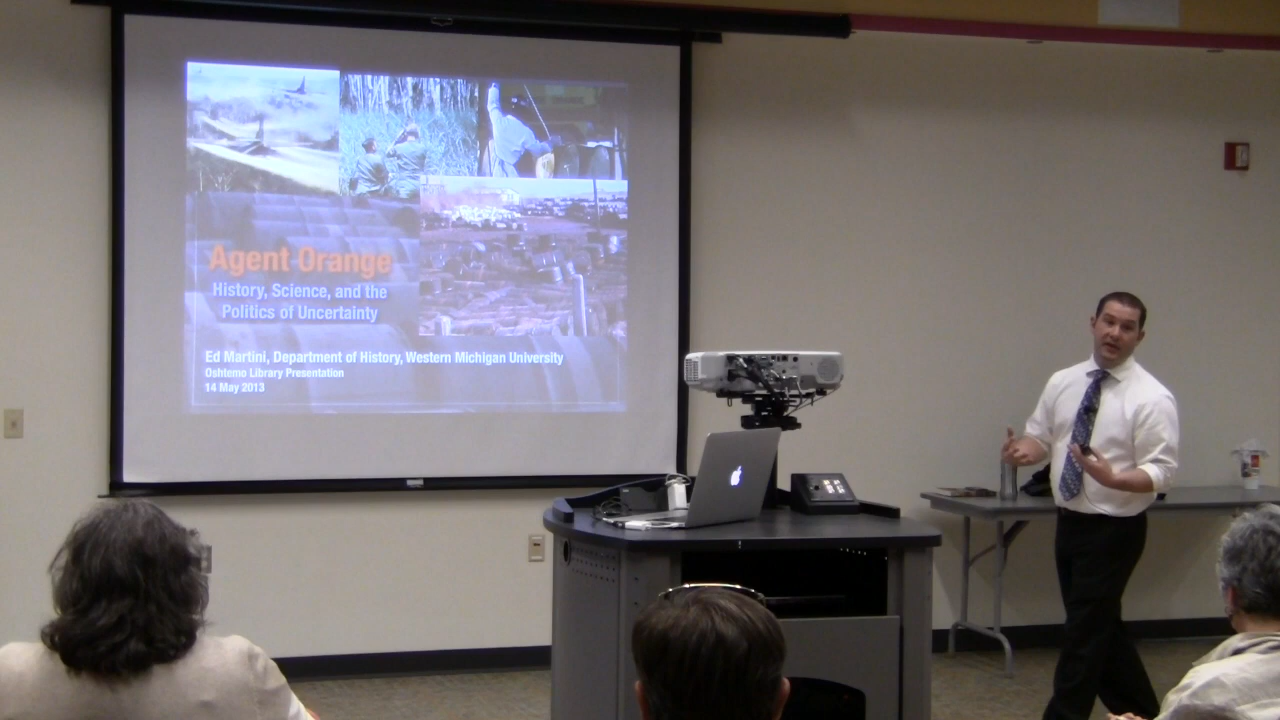 Agent Orange
History, Science, and the
Politics of Uncertainty
Ed Martini, Department of History, Western Michigan University
Oshtemo Library Presentation
14 May 2013